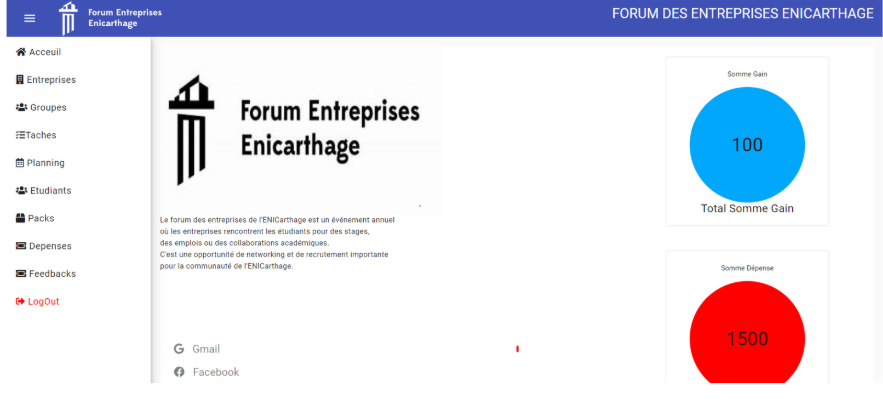 Forum Entreprises
Enicarthage
FORUM DES ENTREPRISES ENICARTHAGE
Acceuil
Entreprises
Groupes
Taches
Planning
Etudiants
Packs
Depenses
Feedbacks
LogOut
Forum Entreprises
Enicarthage
Le forum des entreprises de l'ENICarthage est un événement annuel
où les entreprises rencontrent les étudiants pour des stages,
des emplois ou des collaborations académiques.
C'est une opportunité de networking et de recrutement importante
pour la communauté de l'ENICarthage.
Gmail
Facebook
Somme Gain
100
Total Somme Gain
Somme Dépense
1500